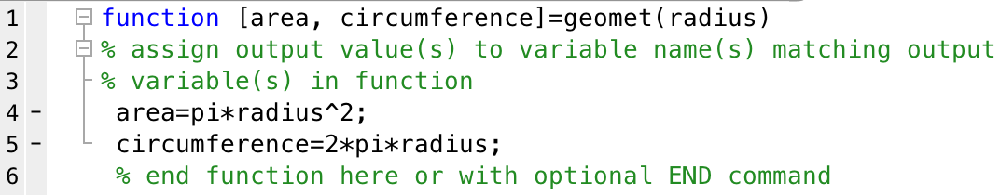 1 function [area, circumference]=geomet(radius)
2 % assign output value(s) to variable name(s) matching output
3 % variable(s) in function
4 - area=pi*radius^2;
5 - circumference=2*pi*radius;
6 % end function here or with optional END command